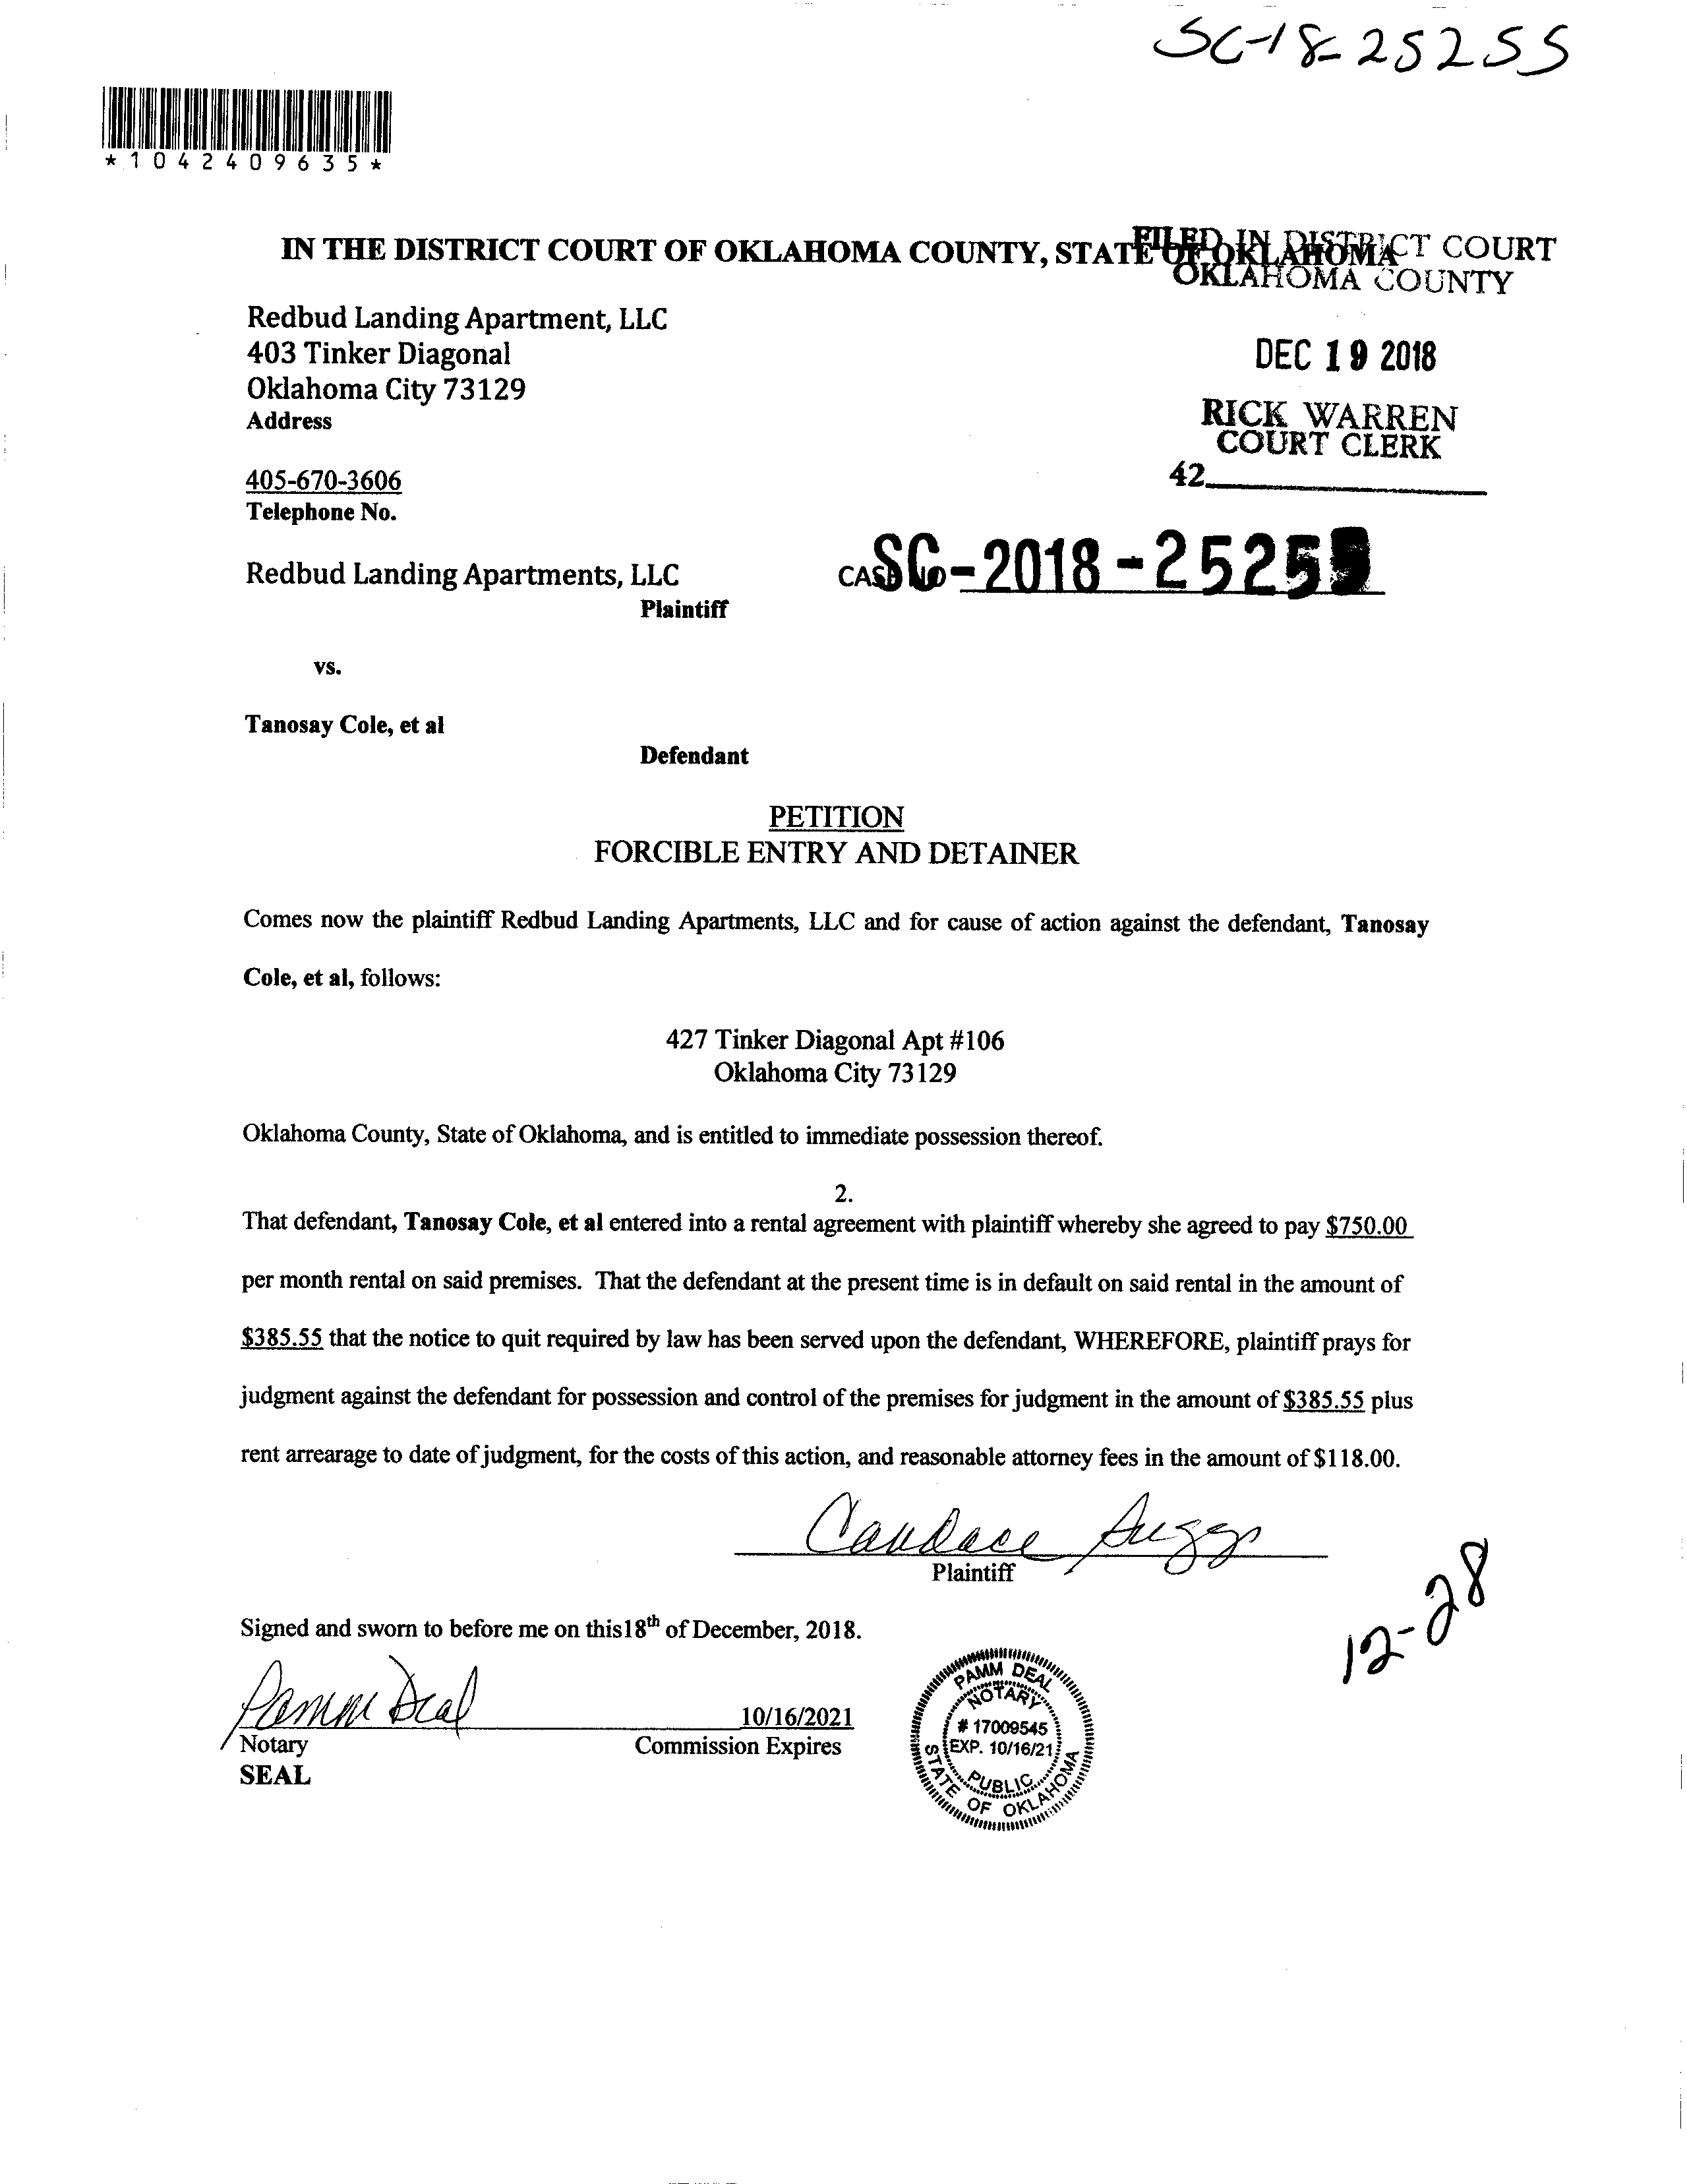 SC-18-25255
*1042409635*
IN THE DISTRICT COURT OF OKLAHOMA COUNTY, STATE OF OKLAHOMA
FILED IN DISTRICT COURT
OKLAHOMA COUNTY
Redbud Landing Apartment, LLC
403 Tinker Diagonal
Oklahoma City 73129
Address
DEC 19 2018
RICK WARREN
COURT CLERK
42
405-670-3606
Telephone No.
Redbud Landing Apartments, LLC
Plaintiff
SC-2018-25255
vs.
Tanosay Cole, et al
Defendant
PETITION
FORCIBLE ENTRY AND DETAINER
Comes now the plaintiff Redbud Landing Apartments, LLC and for cause of action against the defendant, Tanosay
Cole, et al, follows:
427 Tinker Diagonal Apt #106
Oklahoma City 73129
Oklahoma County, State of Oklahoma, and is entitled to immediate possession thereof.
2.
That defendant, Tanosay Cole, et al entered into a rental agreement with plaintiff whereby she agreed to pay $750.00
per month rental on said premises. That the defendant at the present time is in default on said rental in the amount of
$385.55 that the notice to quit required by law has been served upon the defendant, WHEREFORE, plaintiff prays for
judgment against the defendant for possession and control of the premises for judgment in the amount of $385.55 plus
rent arrearage to date of judgment, for the costs of this action, and reasonable attorney fees in the amount of $118.00.
Candace Suggs
Plaintiff
12-28
Signed and sworn to before me on this18th of December, 2018.
Pamm Deal
10/16/2021
Notary
Commission Expires
SEAL
PAMM DEAL
NOTARY
# 17009545
EXP. 10/16/21
PUBLIC
STATE OF OKLAHOMA